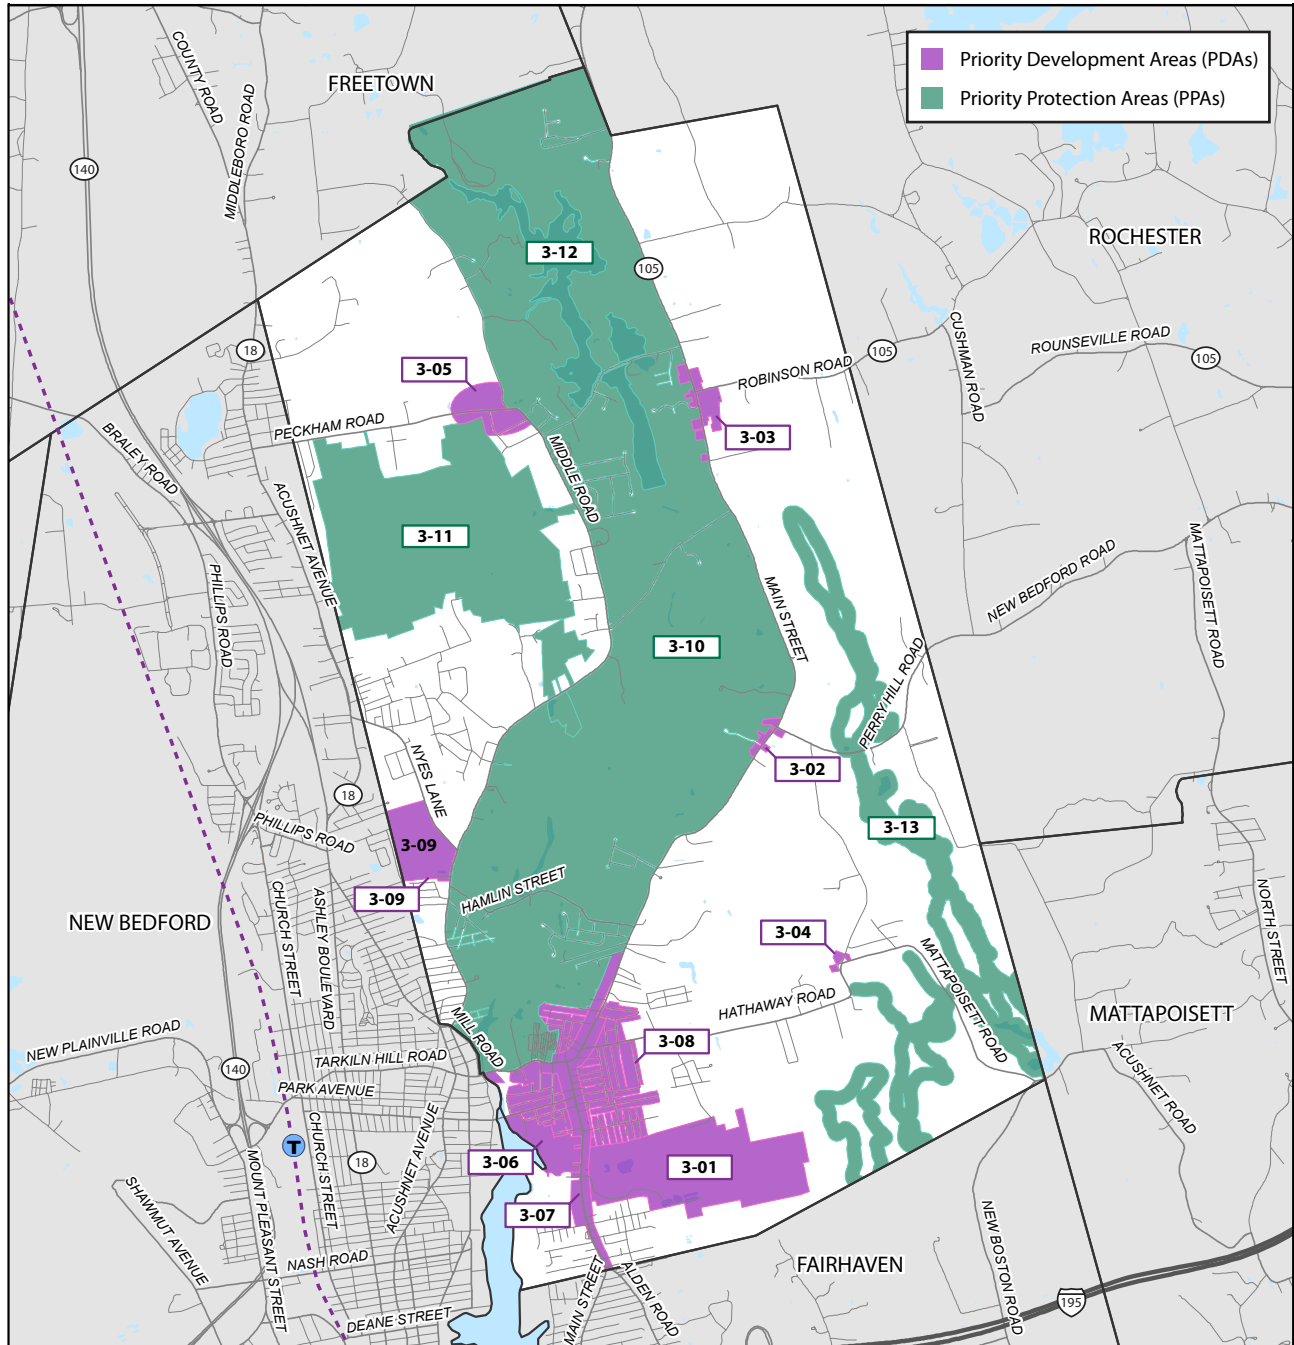 Priority Development Areas (PDAs)
Priority Protection Areas (PPAs)
FREETOWN
COUNTY ROAD
MIDDLEBORO ROAD
140
ROCHESTER
3-12
105
18
3-05
105
CUSHMAN ROAD
ROUNSEVILLE ROAD
105
ROBINSON ROAD
PECKHAM ROAD
3-03
BRALEY ROAD
MIDDLE ROAD
ACUSHNET AVENUE
3-11
MATTAPOISETT ROAD
NEW BEDFORD ROAD
PHILLIPS ROAD
MAIN STREET
3-10
PERRY HILL ROAD
3-02
NYES LANE
18
PHILLIPS ROAD
3-13
3-09
3-09
HAMLIN STREET
CHURCH STREET
ASHLEY BOULEVARD
NEW BEDFORD
3-04
NORTH STREET
MATTAPOISETT ROAD
HATHAWAY ROAD
MATTAPOISETT
MILL ROAD
NEW PLAINVILLE ROAD
3-08
TARKILN HILL ROAD
140
PARK AVENUE
ACUSHNET ROAD
CHURCH STREET
ACUSHNET AVENUE
T
18
3-06
3-01
MOUNT PLEASANT STREET
SHAWMUT AVENUE
3-07
NEW BOSTON ROAD
NASH ROAD
FAIRHAVEN
MAIN STREET
ALDEN ROAD
195
DEANE STREET